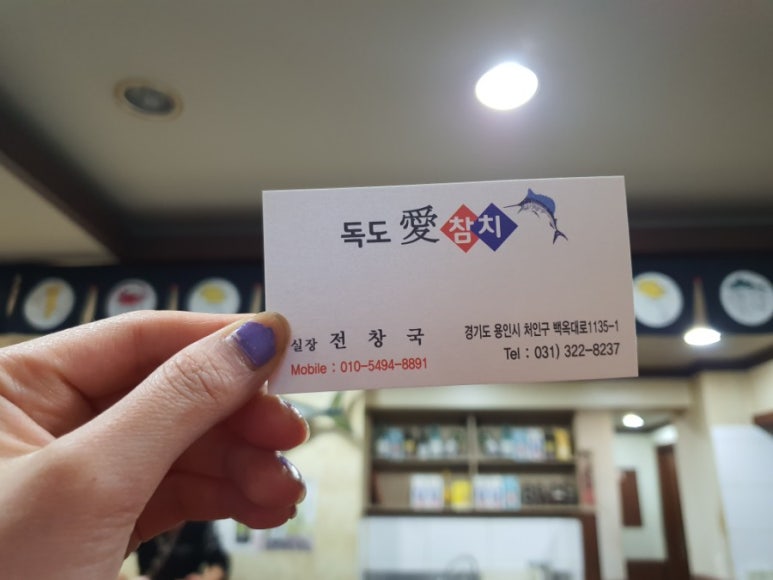 독도 愛 참치
실장 전 창 국
Mobile : 010-5494-8891
경기도 용인시 처인구 백옥대로1135-1
Tel : 031) 322-8237